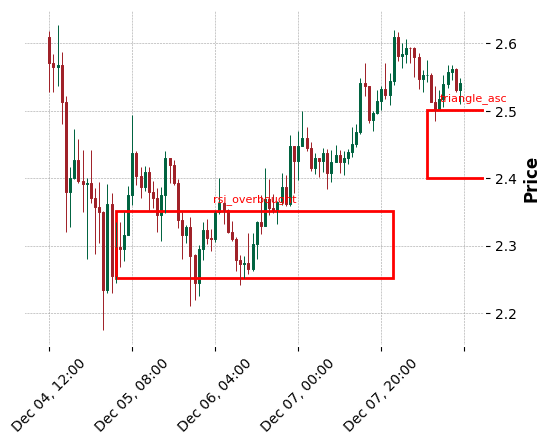 triangle_asc
rsi_overbought
2.6
2.5
2.4
2.3
2.2
Price
Dec 04, 12:00
Dec 05, 08:00
Dec 06, 04:00
Dec 07, 00:00
Dec 07, 20:00